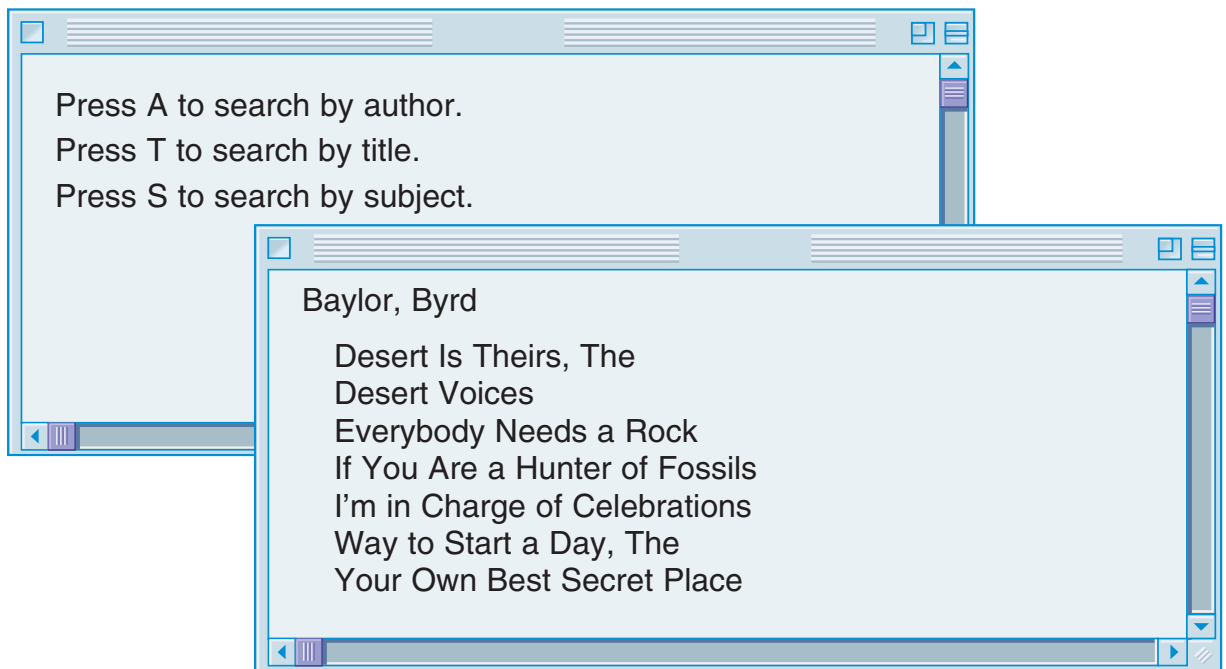 Press A to search by author.
Press T to search by title.
Press S to search by subject.
Baylor, Byrd
Desert Is Theirs, The
Desert Voices
Everybody Needs a Rock
If You Are a Hunter of Fossils
I’m in Charge of Celebrations
Way to Start a Day, The
Your Own Best Secret Place